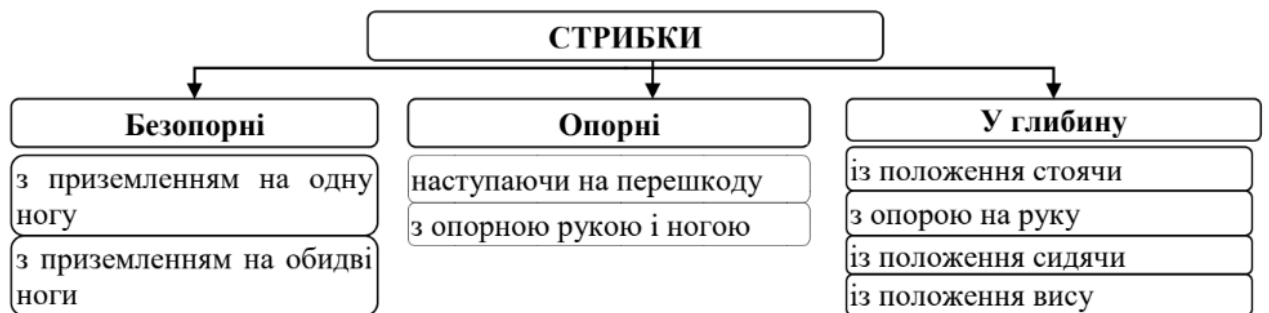 СТРИБКИ
Безопорні
з приземленням на одну
ногу
з приземленням на обидві
ноги
Опорні
наступаючи на перешкоду
з опорною рукою і ногою
У глибину
із положення стоячи
з опорою на руку
із положення сидячи
із положення вису